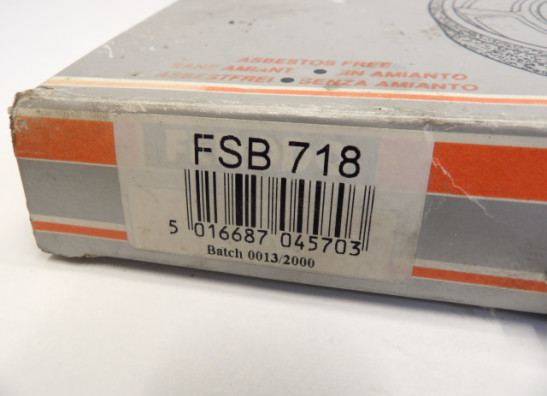 ASBESTOS FREE
SANS AMIANT • SIN AMIANTO
ASBESTFREI • SENZA AMIANTO
FSB 718
5 016687 045703
Batch 0013/2000